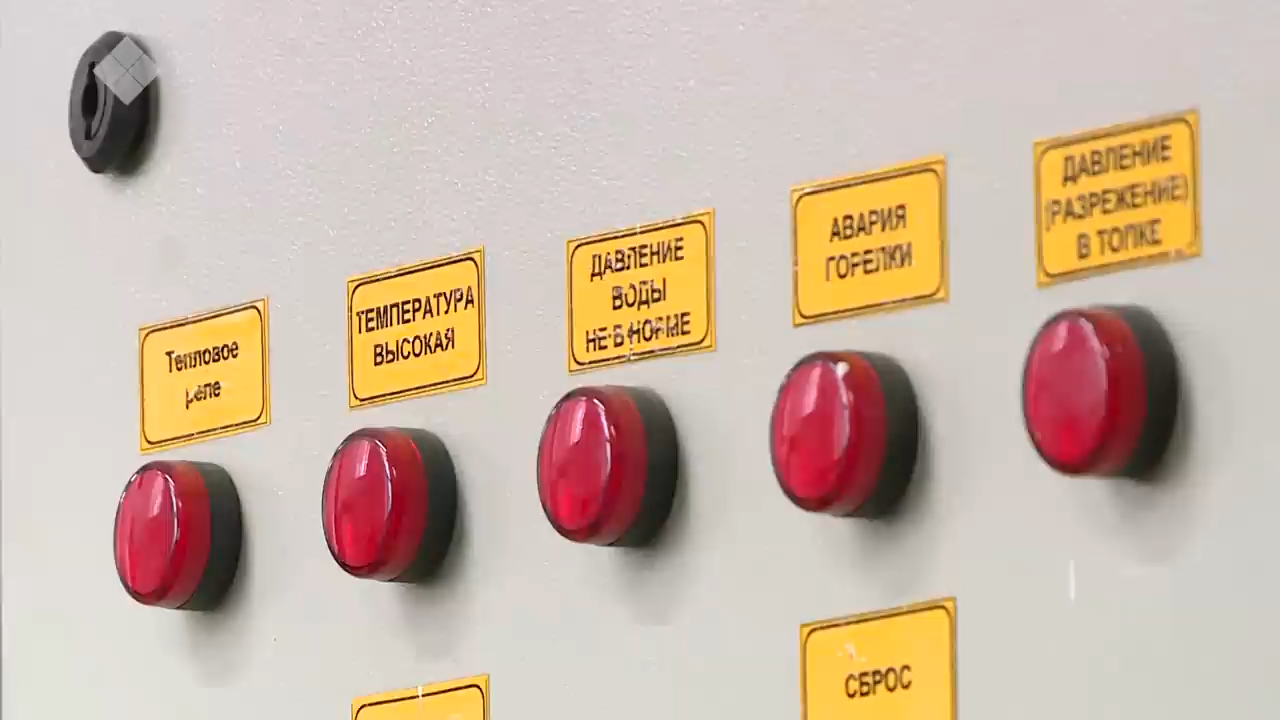 Тепловое
реле
ТЕМПЕРАТУРА
ВЫСОКАЯ
ДАВЛЕНИЕ
ВОДЫ
НЕ В НОРМЕ
АВАРИЯ
ГОРЕЛКИ
ДАВЛЕНИЕ
(РАЗРЕЖЕНИЕ)
В ТОПКЕ
СБРОС